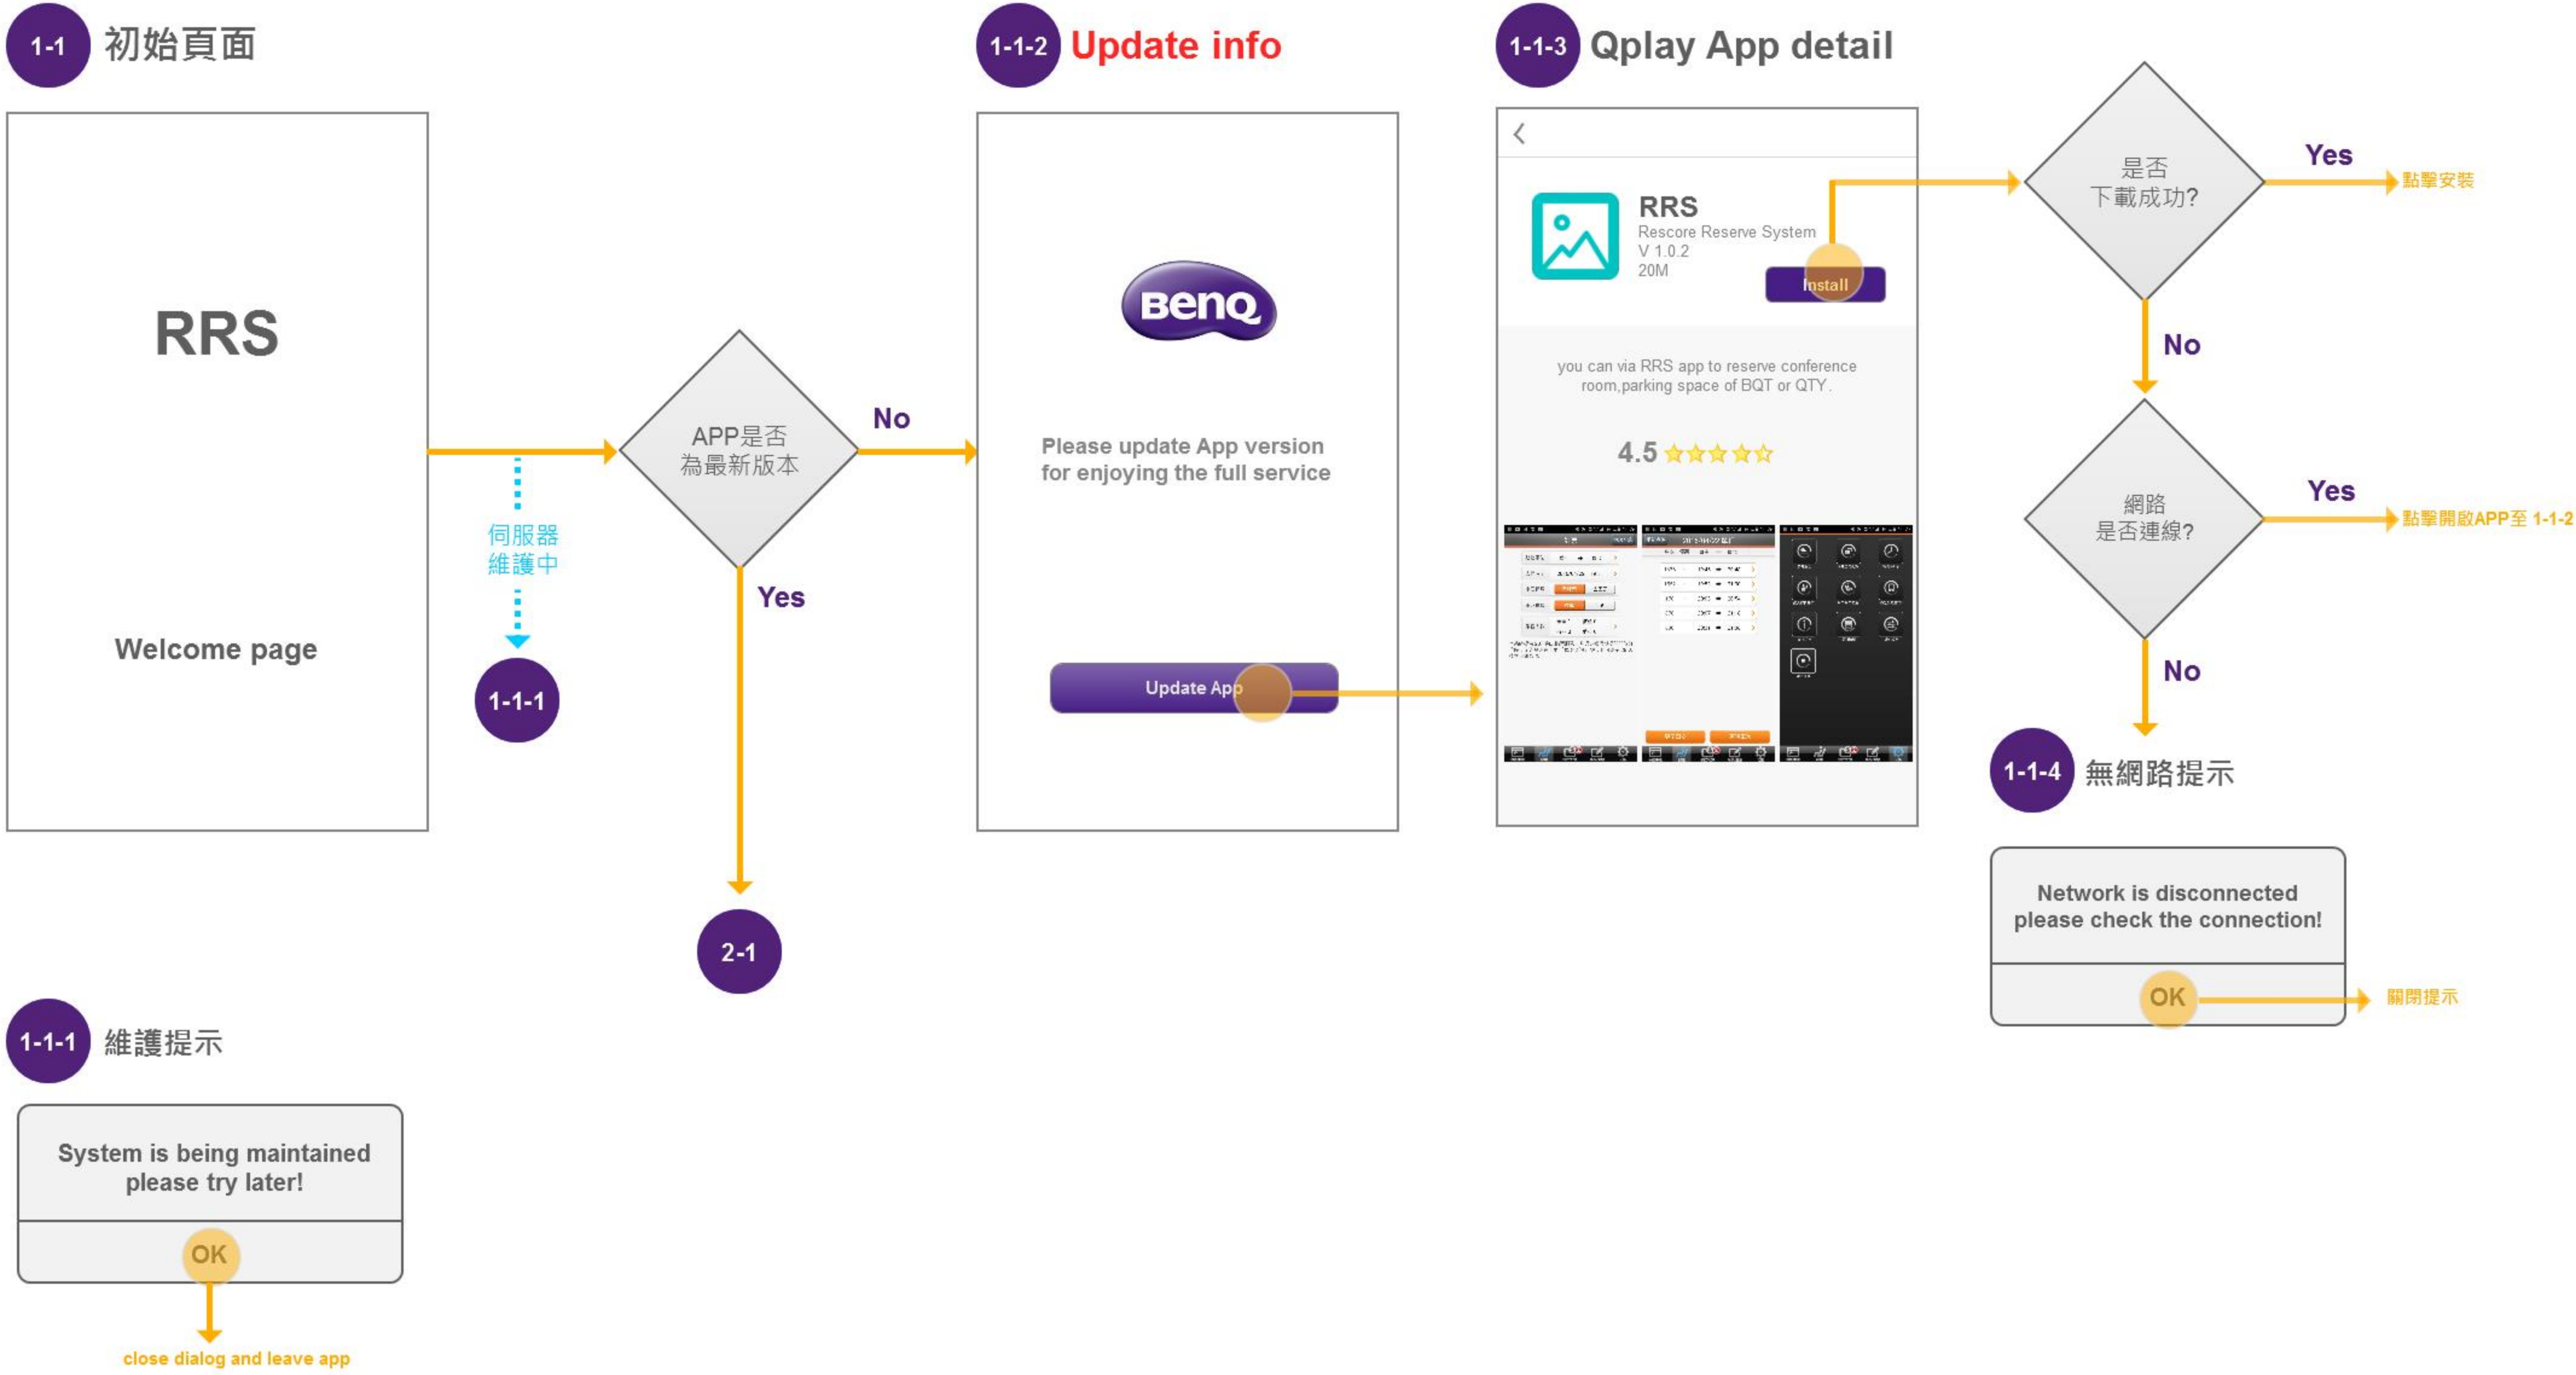 1-1 初始頁面
RRS
Welcome page
伺服器
維護中
1-1-1
APP是否
為最新版本
No
Yes
2-1
1-1-2 Update info
BenQ
Please update App version
for enjoying the full service
Update App
1-1-3 Qplay App detail
RRS
Rescore Reserve System
V 1.0.2
20M
Install
you can via RRS app to reserve conference
room,parking space of BQT or QTY.
4.5
是否
下載成功?
Yes
點擊安裝
No
網路
是否連線?
Yes
點擊開啟APP至 1-1-2
No
1-1-4 無網路提示
Network is disconnected
please check the connection!
OK
關閉提示
1-1-1 維護提示
System is being maintained
please try later!
OK
close dialog and leave app